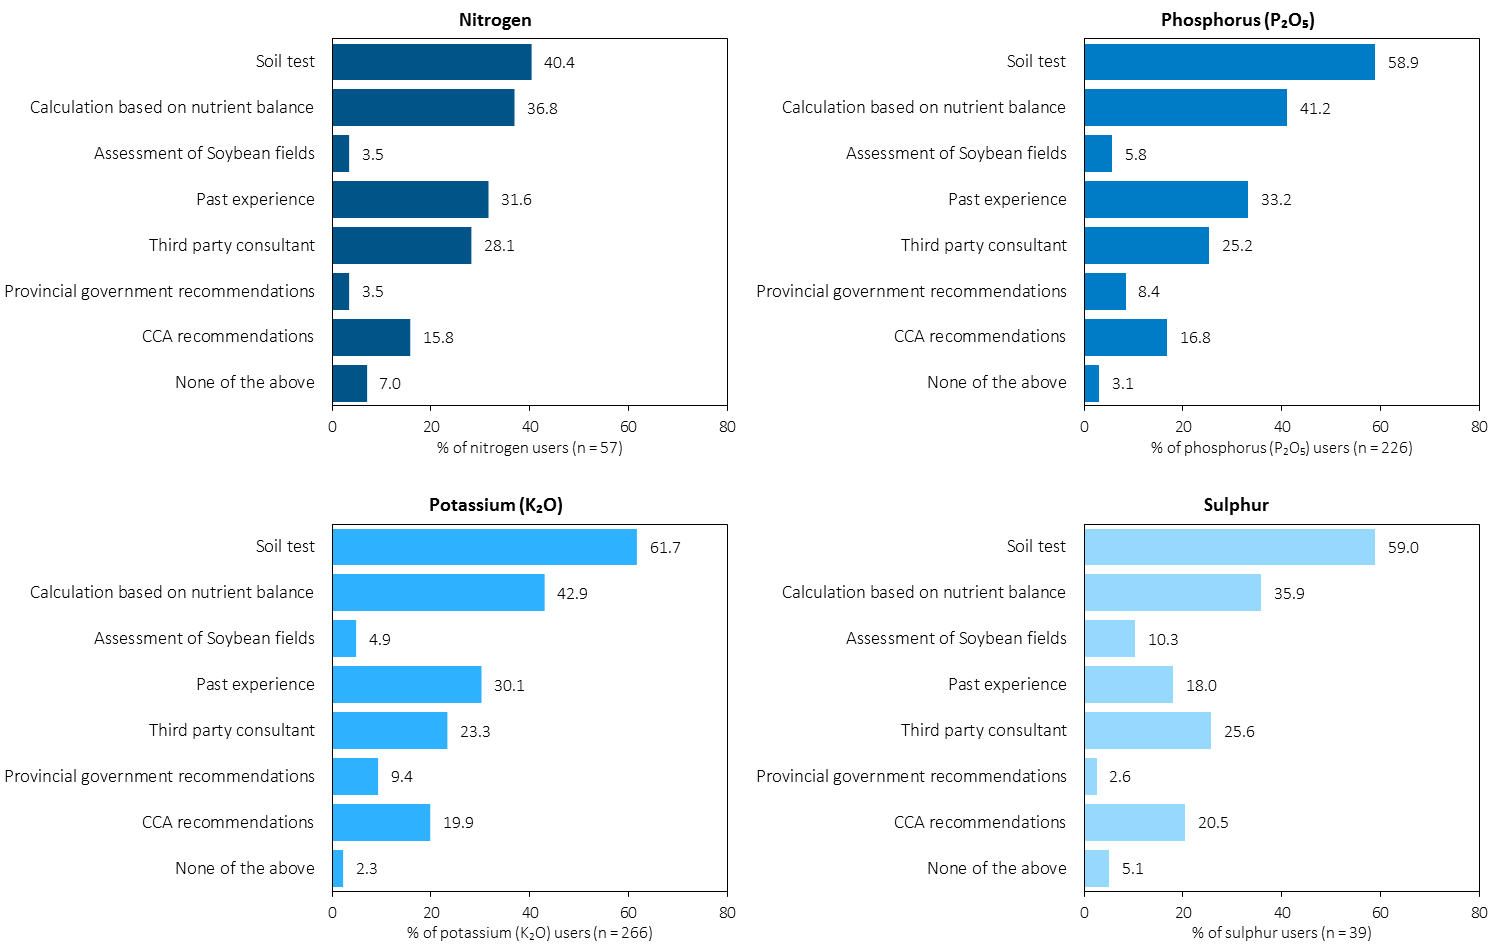 Nitrogen
Soil test 40.4
Calculation based on nutrient balance 36.8
Assessment of Soybean fields 3.5
Past experience 31.6
Third party consultant 28.1
Provincial government recommendations 3.5
CCA recommendations 15.8
None of the above 7.0
0 20 40 60 80
% of nitrogen users (n = 57)
Phosphorus (P₂O₅)
Soil test 58.9
Calculation based on nutrient balance 41.2
Assessment of Soybean fields 5.8
Past experience 33.2
Third party consultant 25.2
Provincial government recommendations 8.4
CCA recommendations 16.8
None of the above 3.1
0 20 40 60 80
% of phosphorus (P₂O₅) users (n = 226)
Potassium (K₂O)
Soil test 61.7
Calculation based on nutrient balance 42.9
Assessment of Soybean fields 4.9
Past experience 30.1
Third party consultant 23.3
Provincial government recommendations 9.4
CCA recommendations 19.9
None of the above 2.3
0 20 40 60 80
% of potassium (K₂O) users (n = 266)
Sulphur
Soil test 59.0
Calculation based on nutrient balance 35.9
Assessment of Soybean fields 10.3
Past experience 18.0
Third party consultant 25.6
Provincial government recommendations 2.6
CCA recommendations 20.5
None of the above 5.1
0 20 40 60 80
% of sulphur users (n = 39)